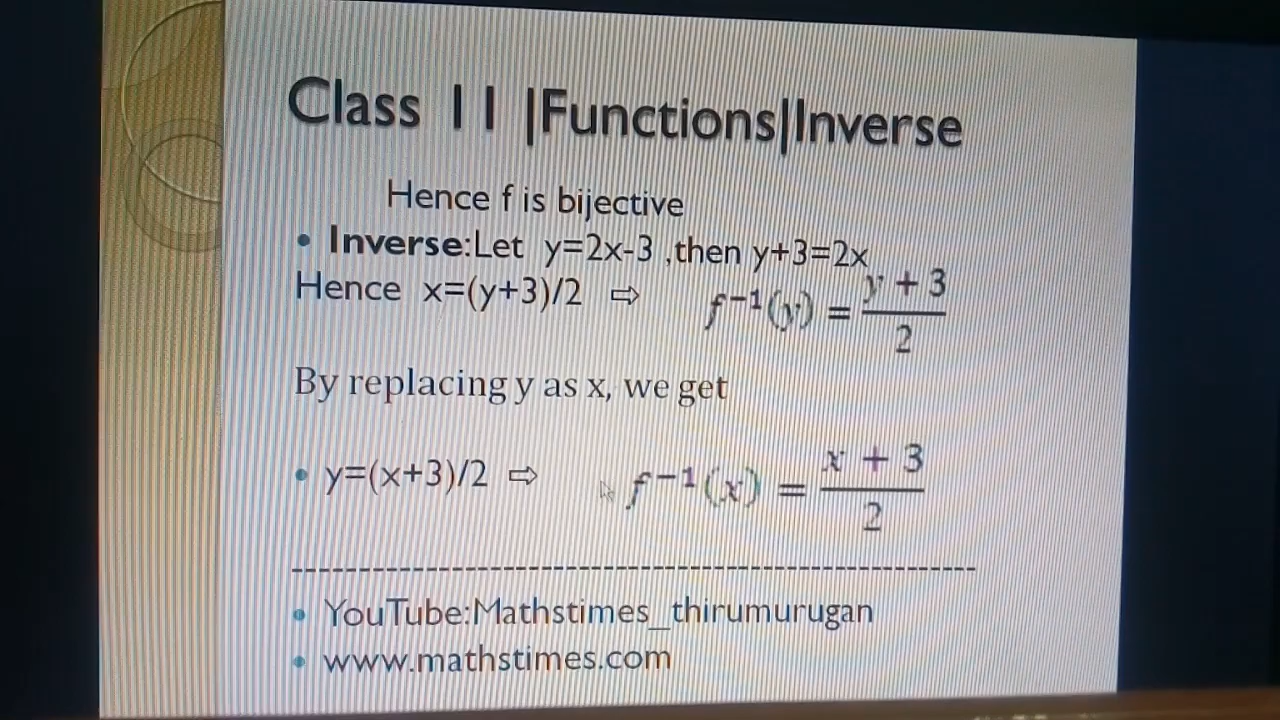 Class 11 |Functions||Inverse
Hence f is bijective
• Inverse:Let y=2x-3 ,then y+3=2x
Hence x=(y+3)/2 ⇨ f⁻¹(y) = (y + 3)/2
By replacing y as x, we get
• y=(x+3)/2 ⇨ f⁻¹(x) = (x + 3)/2
--------------------------------------------------------
• YouTube:Mathstimes_thirumurugan
• www.mathstimes.com